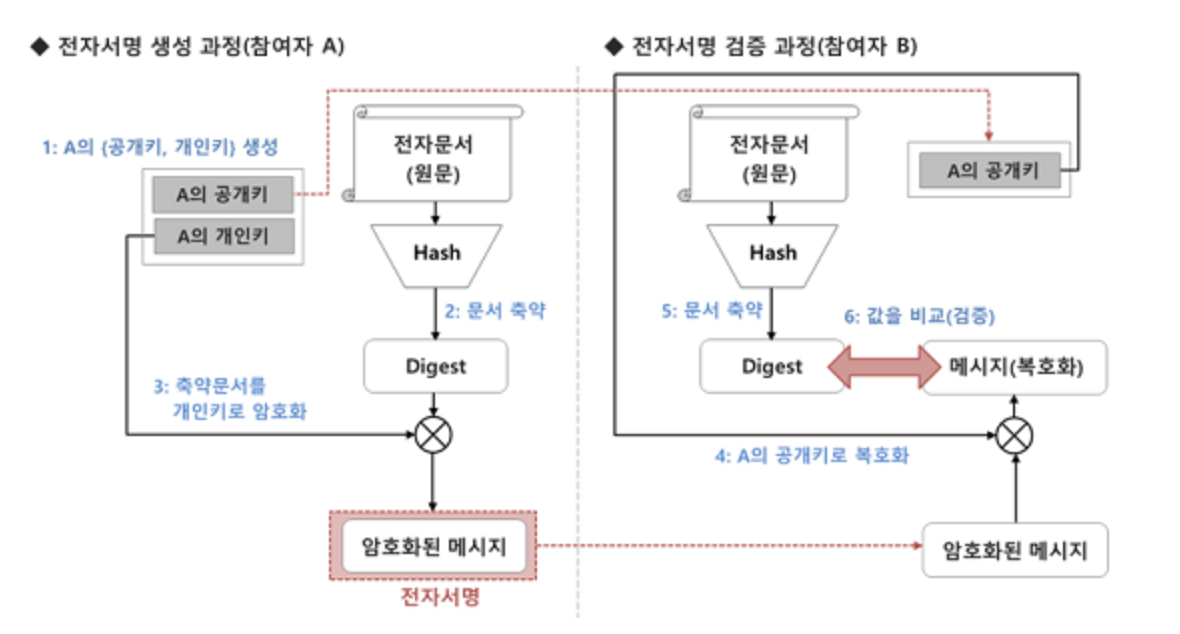 ◆ 전자서명 생성 과정(참여자 A)
1: A의 {공개키, 개인키} 생성
A의 공개키
A의 개인키
전자문서
(원문)
Hash
2: 문서 축약
Digest
3: 축약문서를
개인키로 암호화
암호화된 메시지
전자서명
◆ 전자서명 검증 과정(참여자 B)
전자문서
(원문)
A의 공개키
Hash
5: 문서 축약
6: 값을 비교(검증)
Digest
메시지(복호화)
4: A의 공개키로 복호화
암호화된 메시지